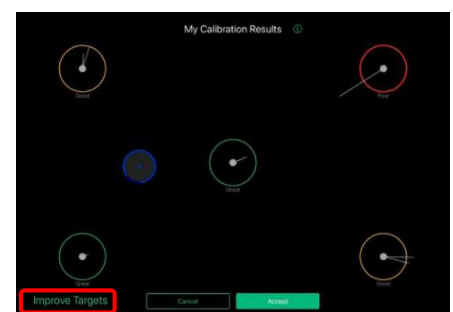 My Calibration Results
Good
Poor
Great
Great
Good
Improve Targets
Cancel
Accept